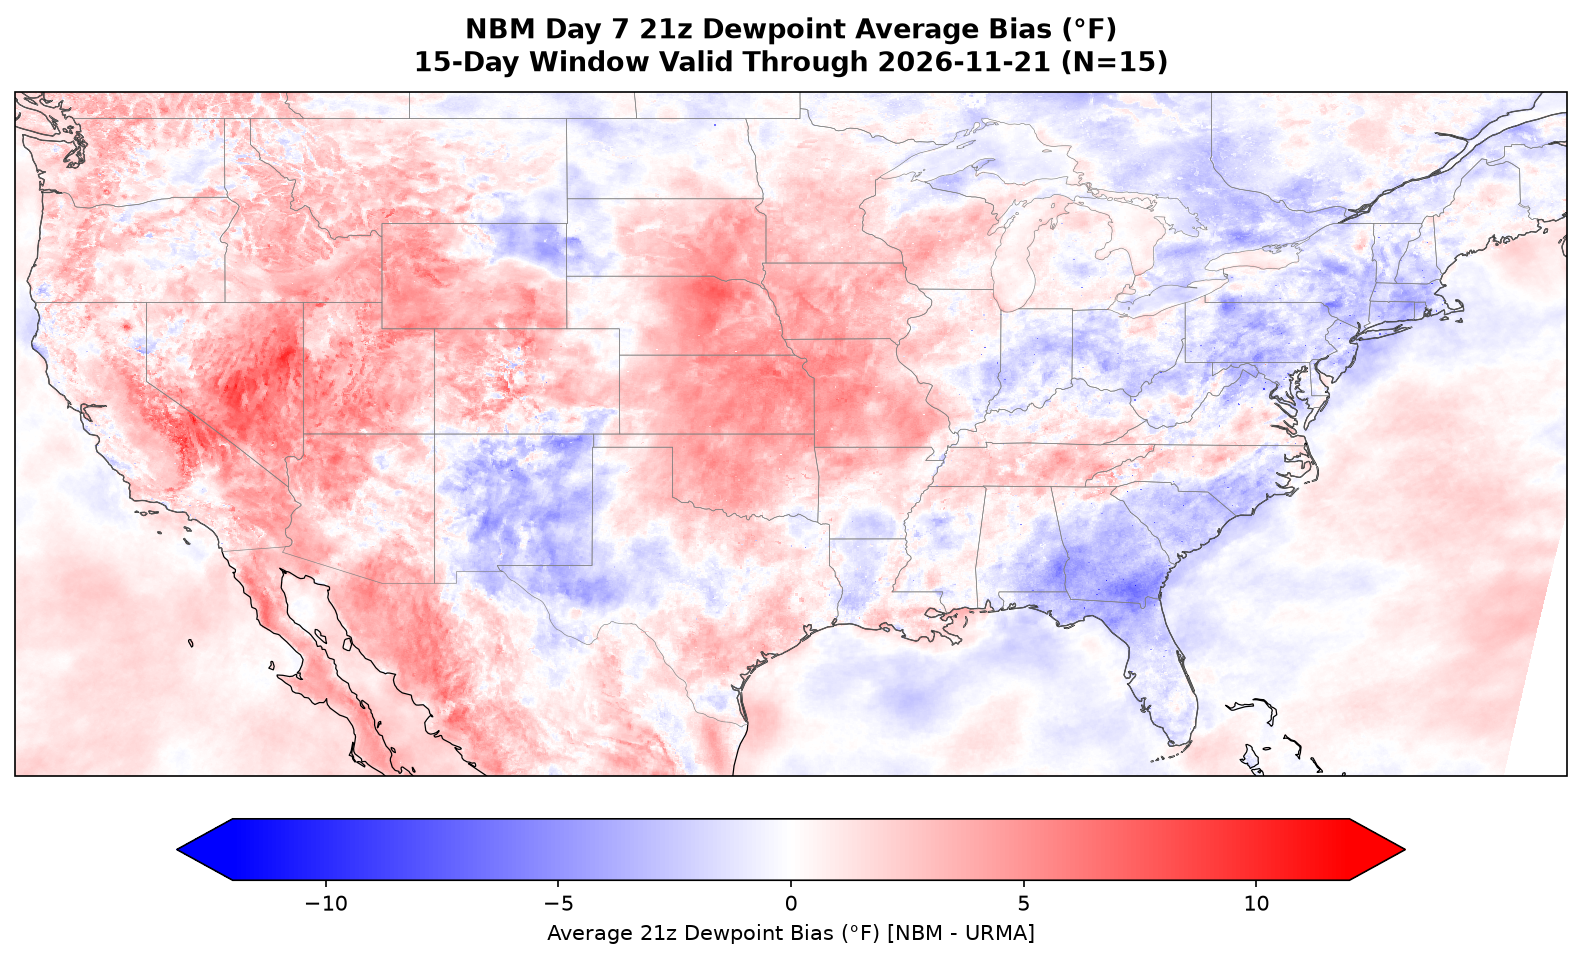 NBM Day 7 21z Dewpoint Average Bias (°F)
15-Day Window Valid Through 2026-11-21 (N=15)
−10 −5 0 5 10
Average 21z Dewpoint Bias (°F) [NBM - URMA]